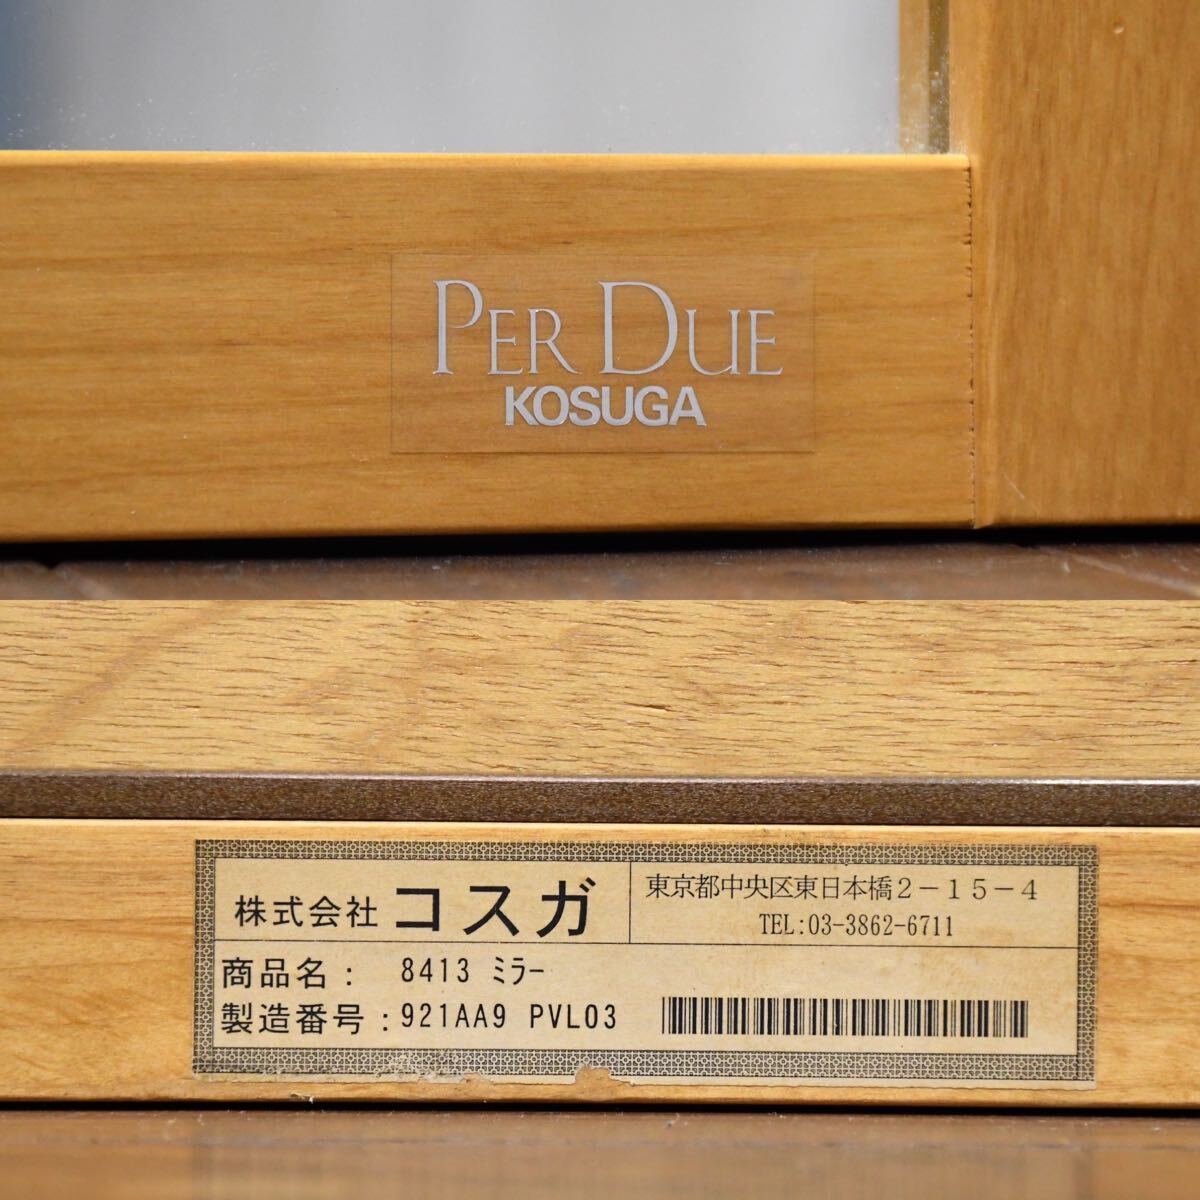 PER DUE
KOSUGA
株式会社 コスガ
東京都中央区東日本橋2-15-4
TEL:03-3862-6711
商品名: 8413 ﾐﾗｰ
製造番号:921AA9 PVL03